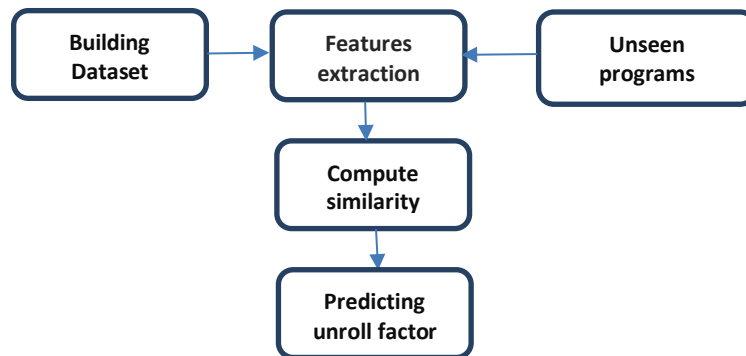 Building
Dataset
Features
extraction
Unseen
programs
Compute
similarity
Predicting
unroll factor